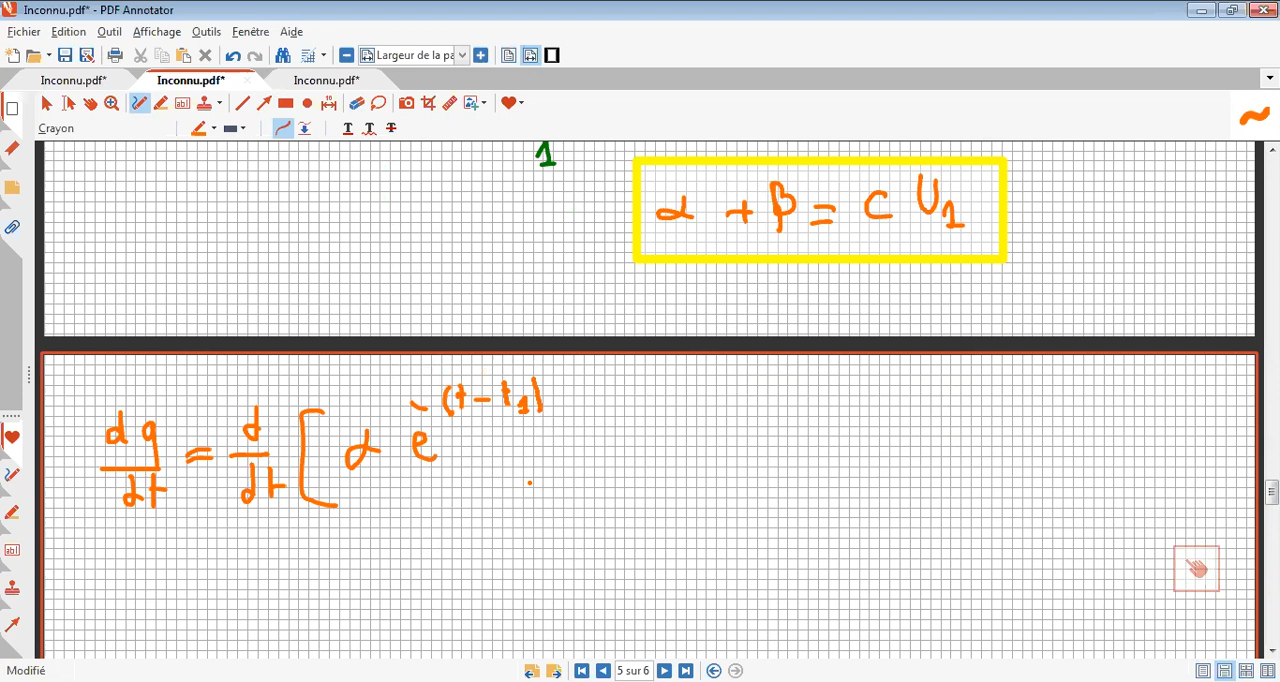 Inconnu.pdf* - PDF Annotator
Fichier Edition Outil Affichage Outils Fenêtre Aide
Largeur de la pa
Inconnu.pdf* Inconnu.pdf* Inconnu.pdf*
Crayon
1
α + β = C U₁
dq/dt = d/dt [ α e^-(t-t₁)
Modifié
5 sur 6